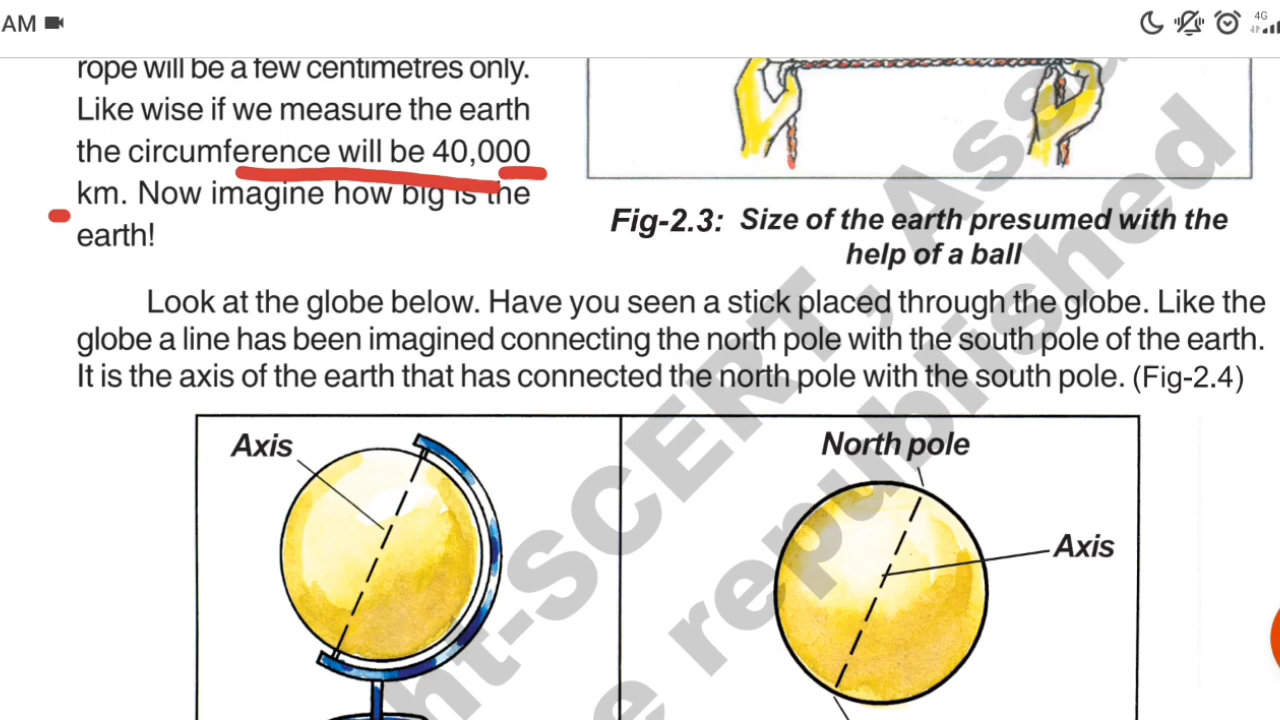 AM
4G
rope will be a few centimetres only.
Like wise if we measure the earth
the circumference will be 40,000
km. Now imagine how big is the
earth!
Fig-2.3: Size of the earth presumed with the
help of a ball
Look at the globe below. Have you seen a stick placed through the globe. Like the
globe a line has been imagined connecting the north pole with the south pole of the earth.
It is the axis of the earth that has connected the north pole with the south pole. (Fig-2.4)
Axis
North pole
Axis
republished